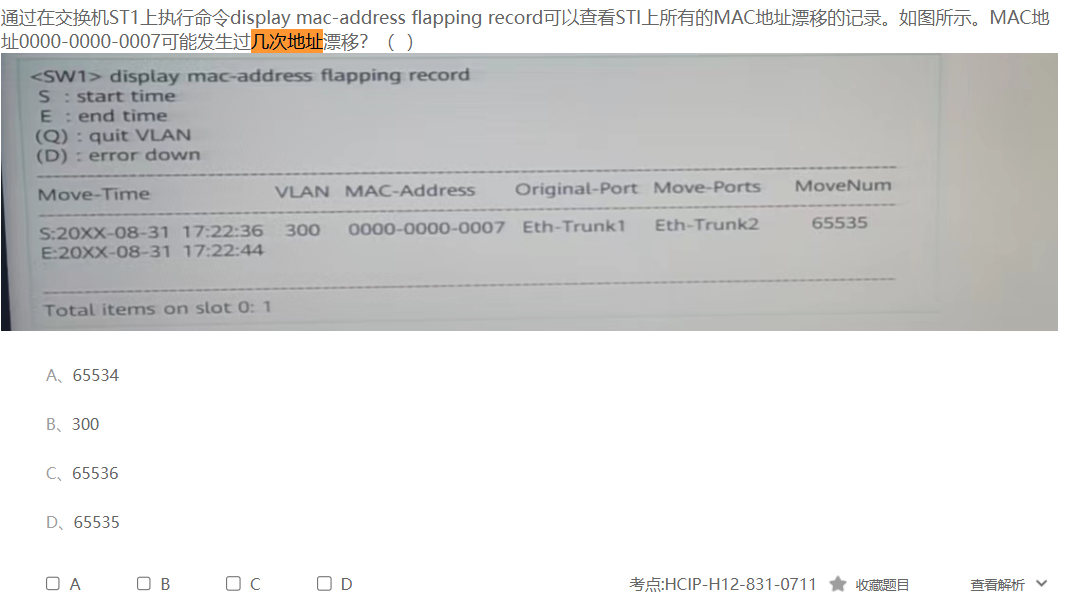 通过在交换机ST1上执行命令display mac-address flapping record可以查看STI上所有的MAC地址漂移的记录。如图所示。MAC地
址0000-0000-0007可能发生过几次地址漂移？（ ）
<SW1> display mac-address flapping record
S : start time
E : end time
(Q) : quit VLAN
(D) : error down
Move-Time VLAN MAC-Address Original-Port Move-Ports MoveNum
S:20XX-08-31 17:22:36 300 0000-0000-0007 Eth-Trunk1 Eth-Trunk2 65535
E:20XX-08-31 17:22:44
Total items on slot 0: 1
A、65534
B、300
C、65536
D、65535
A B C D 考点:HCIP-H12-831-0711 收藏题目 查看解析